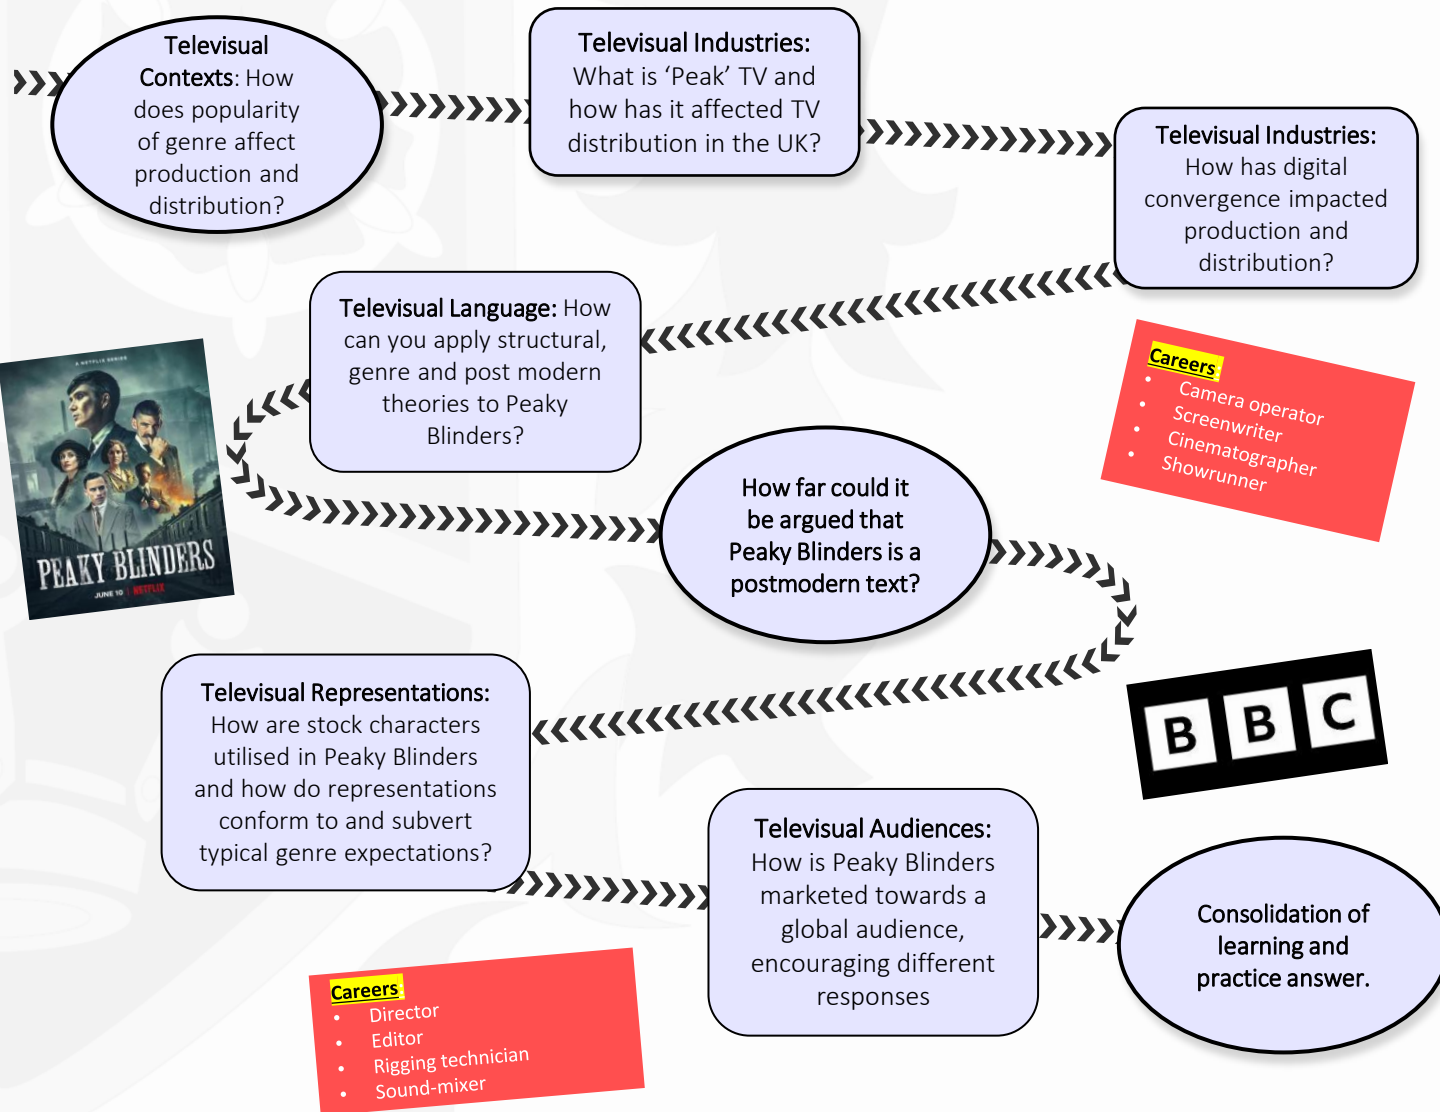 Televisual
Contexts: How
does popularity
of genre affect
production and
distribution?
Televisual Industries:
What is ‘Peak’ TV and
how has it affected TV
distribution in the UK?
Televisual Industries:
How has digital
convergence impacted
production and
distribution?
Televisual Language: How
can you apply structural,
genre and post modern
theories to Peaky
Blinders?
A NETFLIX SERIES
PEAKY BLINDERS
JUNE 10 | NETFLIX
Careers
• Camera operator
• Screenwriter
• Cinematographer
• Showrunner
How far could it
be argued that
Peaky Blinders is a
postmodern text?
Televisual Representations:
How are stock characters
utilised in Peaky Blinders
and how do representations
conform to and subvert
typical genre expectations?
BBC
Televisual Audiences:
How is Peaky Blinders
marketed towards a
global audience,
encouraging different
responses
Consolidation of
learning and
practice answer.
Careers
• Director
• Editor
• Rigging technician
• Sound-mixer